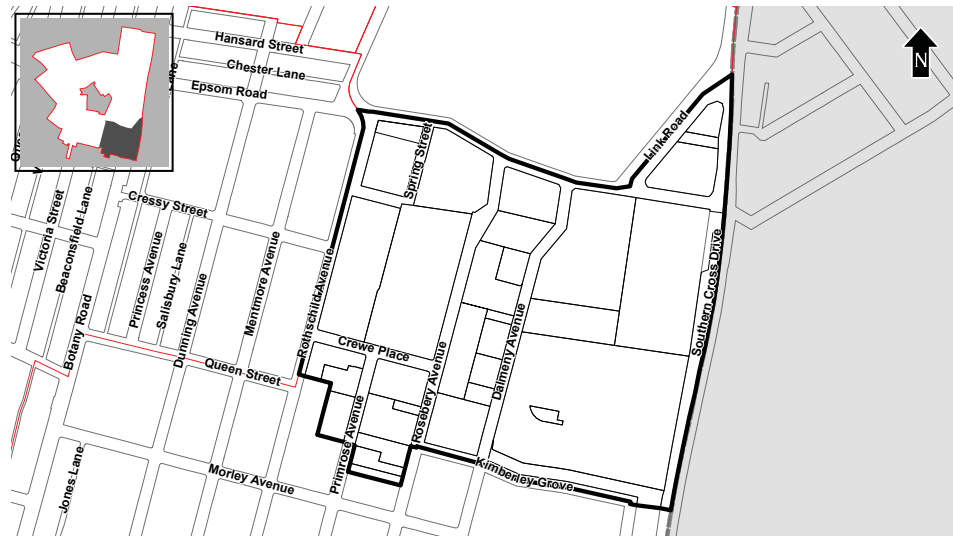 Hansard Street
Chester Lane
Epsom Road
N
Link Road
Spring Street
Cressy Street
Victoria Street
Beaconsfield Lane
Princess Avenue
Salisbury Lane
Dunning Avenue
Mentmore Avenue
Rothschild Avenue
Southern Cross Drive
Botany Road
Queen Street
Crewe Place
Dalmeny Avenue
Rosebery Avenue
Primrose Avenue
Kimberley Grove
Morley Avenue
Jones Lane
Lane